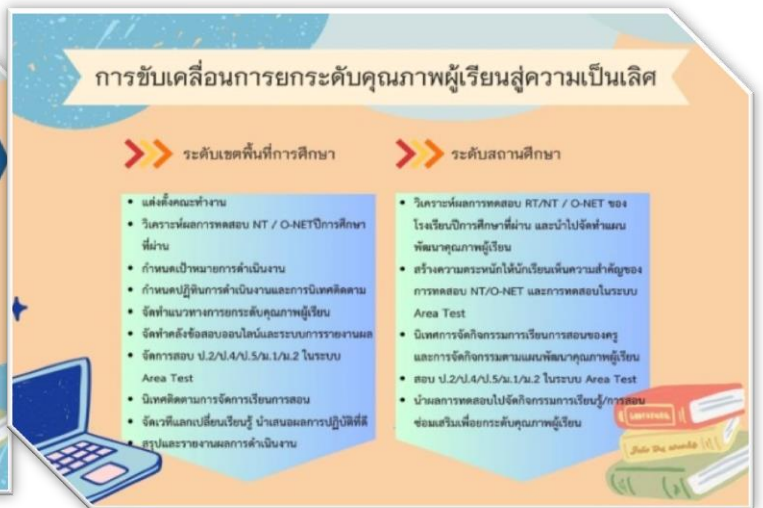 การขับเคลื่อนการยกระดับคุณภาพผู้เรียนสู่ความเป็นเลิศ
ระดับเขตพื้นที่การศึกษา
• แต่งตั้งคณะทำงาน
• วิเคราะห์ผลการทดสอบ NT / O-NETปีการศึกษา
ที่ผ่าน
• กำหนดเป้าหมายการดำเนินงาน
• กำหนดปฏิทินการดำเนินงานและการนิเทศติดตาม
• จัดทำแนวทางการยกระดับคุณภาพผู้เรียน
• จัดทำคลังข้อสอบออนไลน์และระบบการรายงานผล
• จัดการสอบ ป.2/ป.4/ป.5/ม.1/ม.2 ในระบบ
Area Test
• นิเทศติดตามการจัดการเรียนการสอน
• จัดเวทีแลกเปลี่ยนเรียนรู้ นำเสนอผลการปฏิบัติที่ดี
• สรุปและรายงานผลการดำเนินงาน
ระดับสถานศึกษา
• วิเคราะห์ผลการทดสอบ RT/NT / O-NET ของ
โรงเรียนปีการศึกษาที่ผ่าน และนำไปจัดทำแผน
พัฒนาคุณภาพผู้เรียน
• สร้างความตระหนักให้นักเรียนเห็นความสำคัญของ
การทดสอบ NT/O-NET และการทดสอบในระบบ
Area Test
• นิเทศการจัดกิจกรรมการเรียนการสอนของครู
และการจัดกิจกรรมตามแผนพัฒนาคุณภาพผู้เรียน
• สอบ ป.2/ป.4/ป.5/ม.1/ม.2 ในระบบ Area Test
• นำผลการทดสอบไปจัดกิจกรรมการเรียนรู้/การสอน
ซ่อมเสริมเพื่อยกระดับคุณภาพผู้เรียน